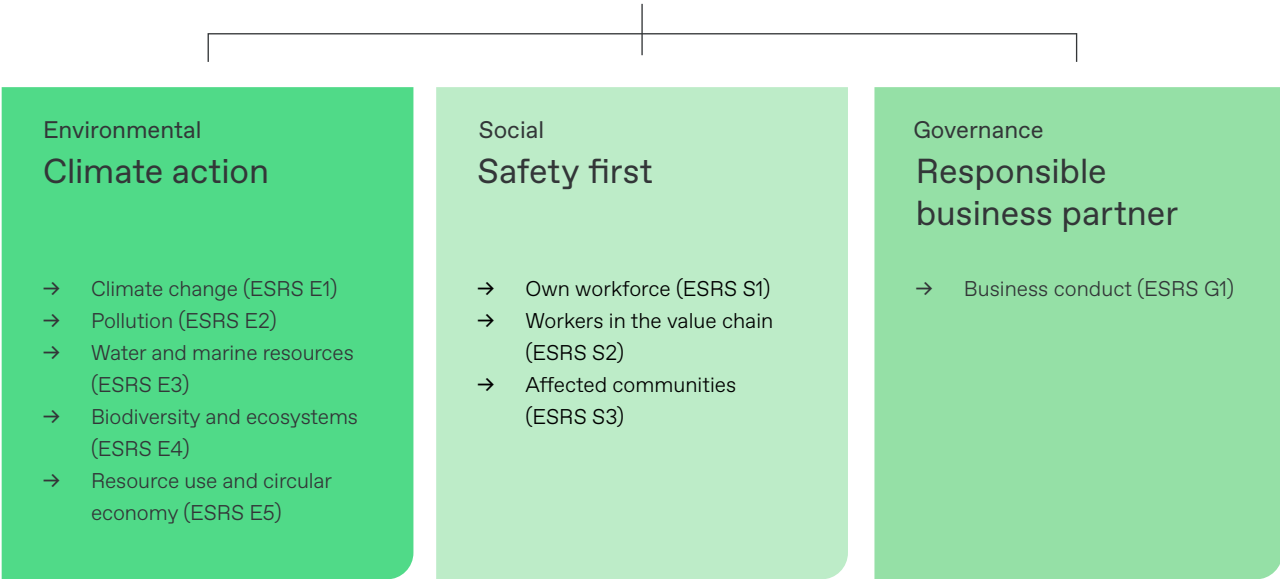 Environmental
Climate action
→ Climate change (ESRS E1)
→ Pollution (ESRS E2)
→ Water and marine resources
(ESRS E3)
→ Biodiversity and ecosystems
(ESRS E4)
→ Resource use and circular
economy (ESRS E5)
Social
Safety first
→ Own workforce (ESRS S1)
→ Workers in the value chain
(ESRS S2)
→ Affected communities
(ESRS S3)
Governance
Responsible
business partner
→ Business conduct (ESRS G1)